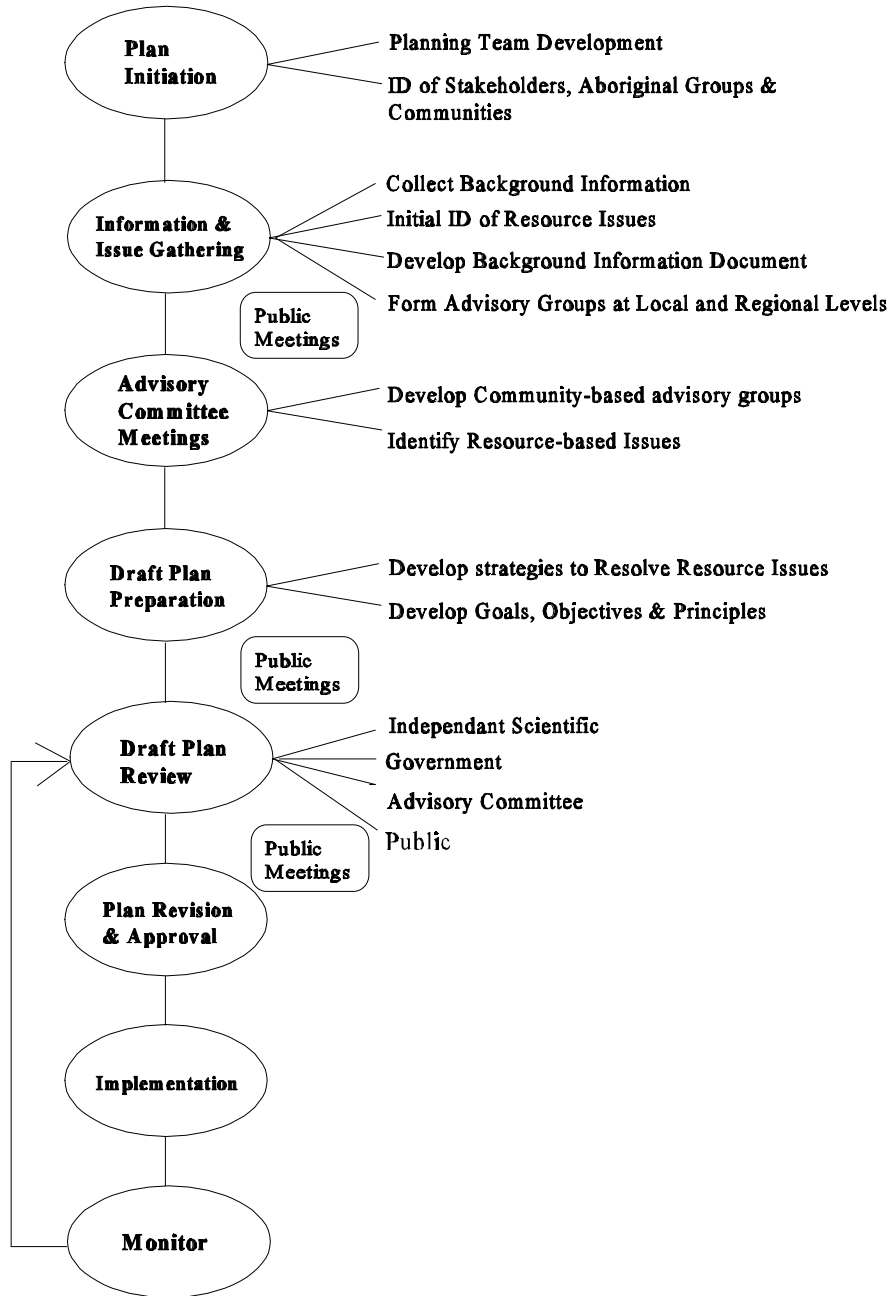 Plan
Initiation
Planning Team Development
ID of Stakeholders, Aboriginal Groups &
Communities
Information &
Issue Gathering
Collect Background Information
Initial ID of Resource Issues
Develop Background Information Document
Form Advisory Groups at Local and Regional Levels
Public
Meetings
Advisory
Committee
Meetings
Develop Community-based advisory groups
Identify Resource-based Issues
Draft Plan
Preparation
Develop strategies to Resolve Resource Issues
Develop Goals, Objectives & Principles
Public
Meetings
Draft Plan
Review
Independant Scientific
Government
Advisory Committee
Public
Public
Meetings
Plan Revision
& Approval
Implementation
Monitor